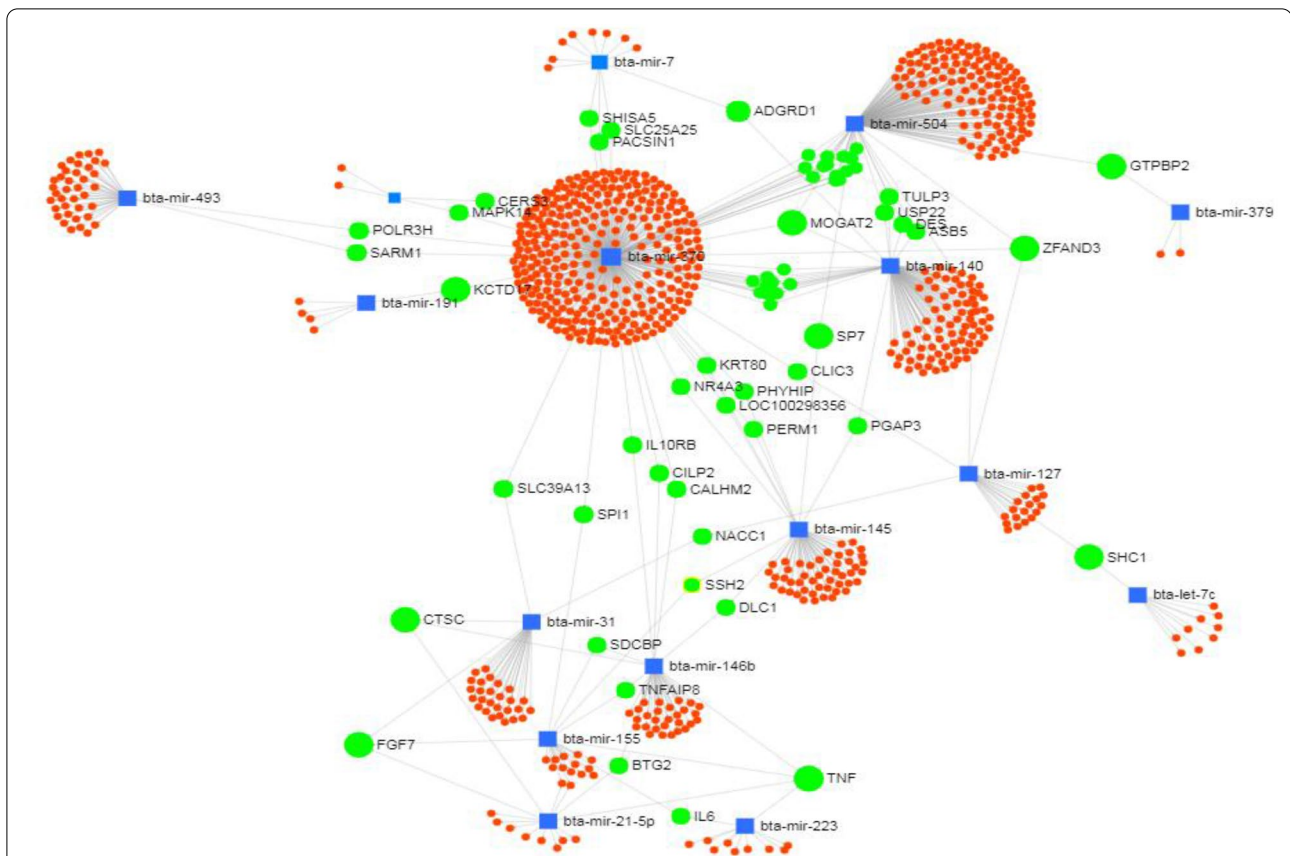 bta-mir-7
ADGRD1
SHISA5
SLC25A25
PACSIN1
bta-mir-504
GTPBP2
bta-mir-493
CERS3
MAPK14
TULP3
USP22
bta-mir-379
MOGAT2
DES
ASB5
POLR3H
SARM1
ZFAND3
bta-mir-370
bta-mir-140
KCTD17
bta-mir-191
SP7
KRT80
CLIC3
NR4A3
PHYHIP
LOC100298356
PERM1
PGAP3
IL10RB
CILP2
bta-mir-127
SLC39A13
CALHM2
SPI1
bta-mir-145
NACC1
SHC1
SSH2
bta-let-7c
DLC1
CTSC
bta-mir-31
SDCBP
bta-mir-146b
TNFAIP8
bta-mir-155
FGF7
BTG2
TNF
IL6
bta-mir-21-5p
bta-mir-223